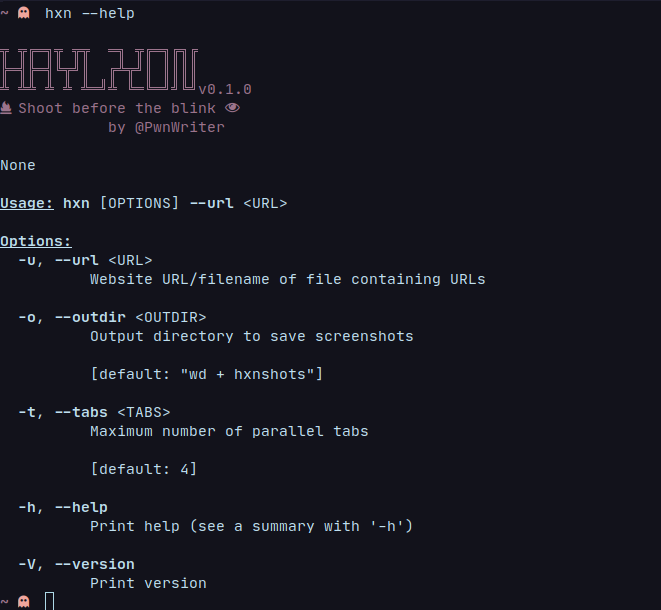 ~ hxn --help
HAYLXON
v0.1.0
Shoot before the blink
by @PwnWriter
None
Usage: hxn [OPTIONS] --url <URL>
Options:
-u, --url <URL>
Website URL/filename of file containing URLs
-o, --outdir <OUTDIR>
Output directory to save screenshots
[default: "wd + hxnshots"]
-t, --tabs <TABS>
Maximum number of parallel tabs
[default: 4]
-h, --help
Print help (see a summary with '-h')
-V, --version
Print version
~